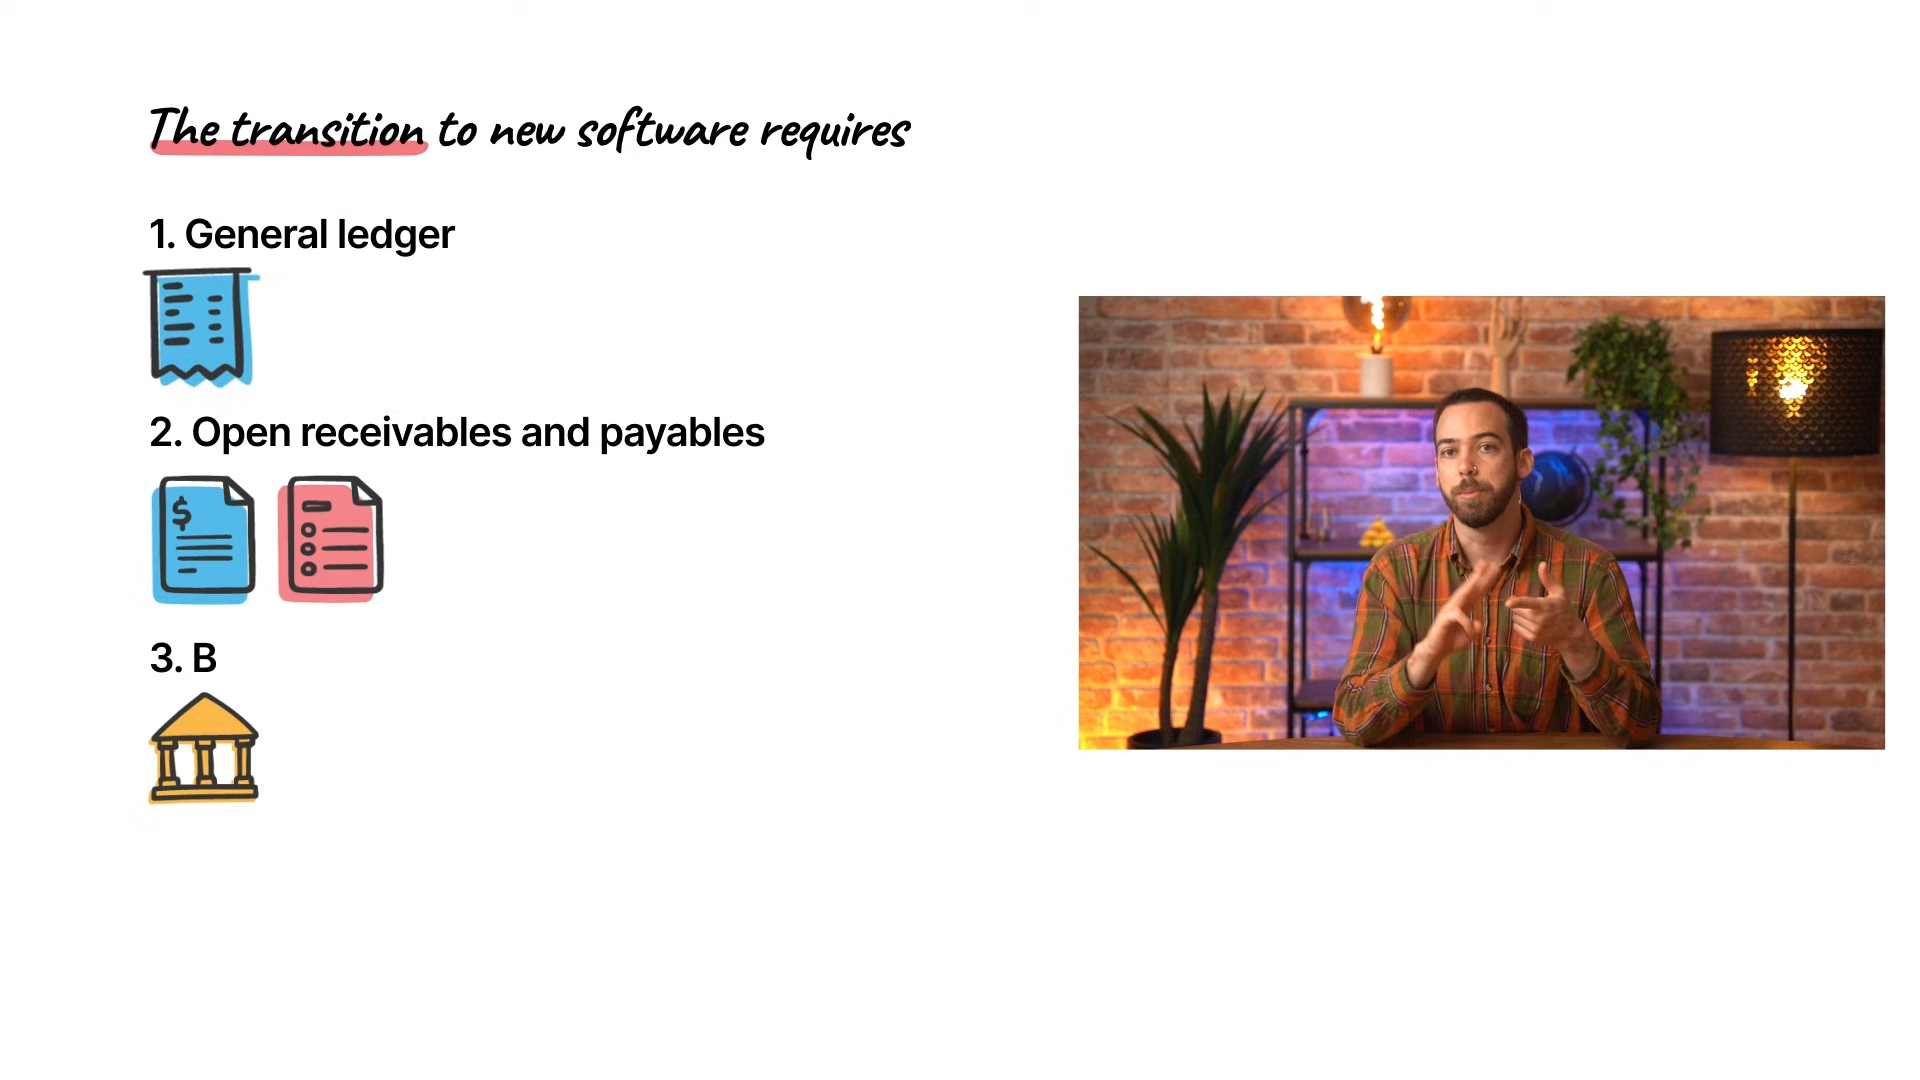 The transition to new software requires
1. General ledger
2. Open receivables and payables
3. B